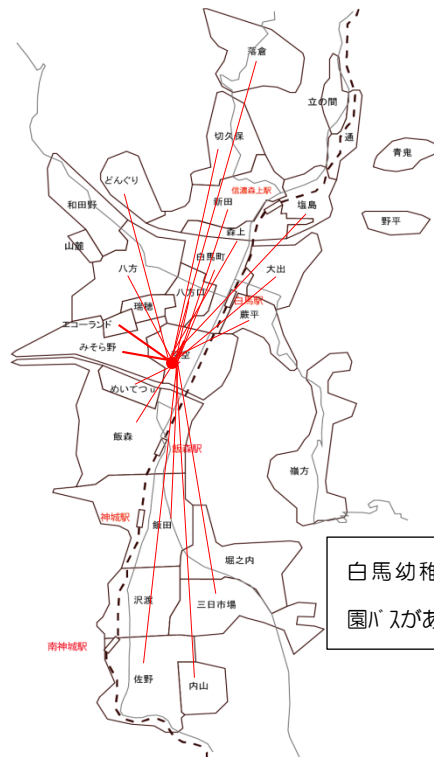 落倉
立の間
通
切久保
青鬼
どんぐり
信濃森上駅
和田野
新田
塩島
野平
森上
山麓
白馬町
八方
大出
八方口
白馬駅
瑞穂
蕨平
エコーランド
みそら野
空
めいてつ
飯森
飯森駅
嶺方
神城駅
飯田
堀之内
白馬幼稚
沢渡
三日市場
園バスがあ
南神城駅
佐野
内山